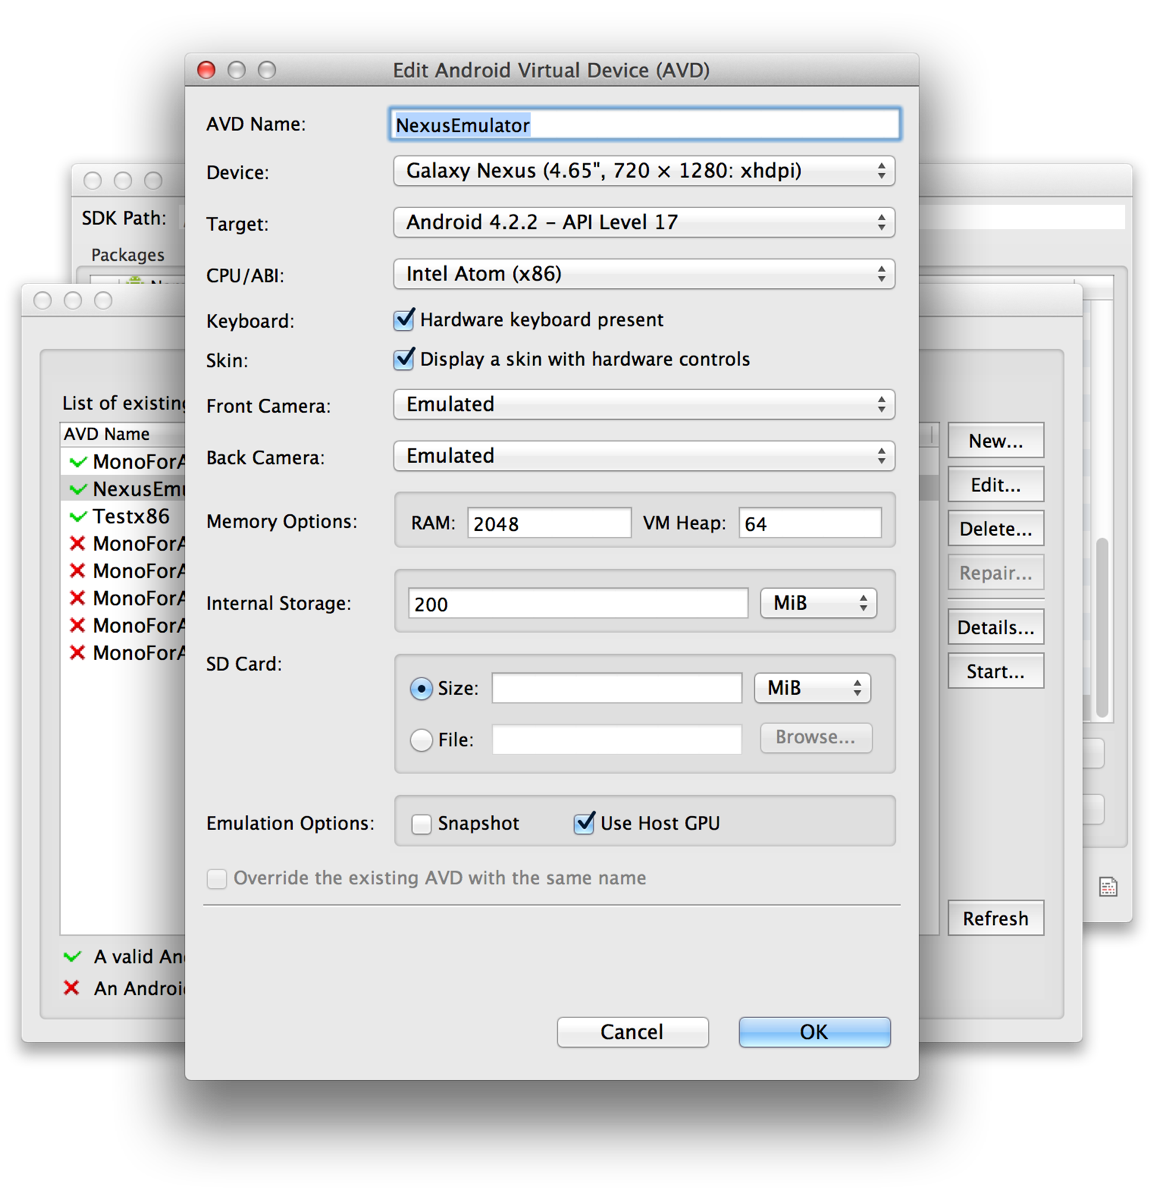 Edit Android Virtual Device (AVD)
AVD Name: NexusEmulator
Device: Galaxy Nexus (4.65", 720 × 1280: xhdpi)
Target: Android 4.2.2 – API Level 17
CPU/ABI: Intel Atom (x86)
Keyboard: Hardware keyboard present
Skin: Display a skin with hardware controls
Front Camera: Emulated
Back Camera: Emulated
Memory Options: RAM: 2048 VM Heap: 64
Internal Storage: 200 MiB
SD Card:
Size: MiB
File: Browse...
Emulation Options: Snapshot Use Host GPU
Override the existing AVD with the same name
Cancel OK
SDK Path:
Packages
List of existing
AVD Name
MonoForA
NexusEmu
Testx86
MonoForA
MonoForA
MonoForA
MonoForA
MonoForA
A valid An
An Androi
New...
Edit...
Delete...
Repair...
Details...
Start...
Refresh